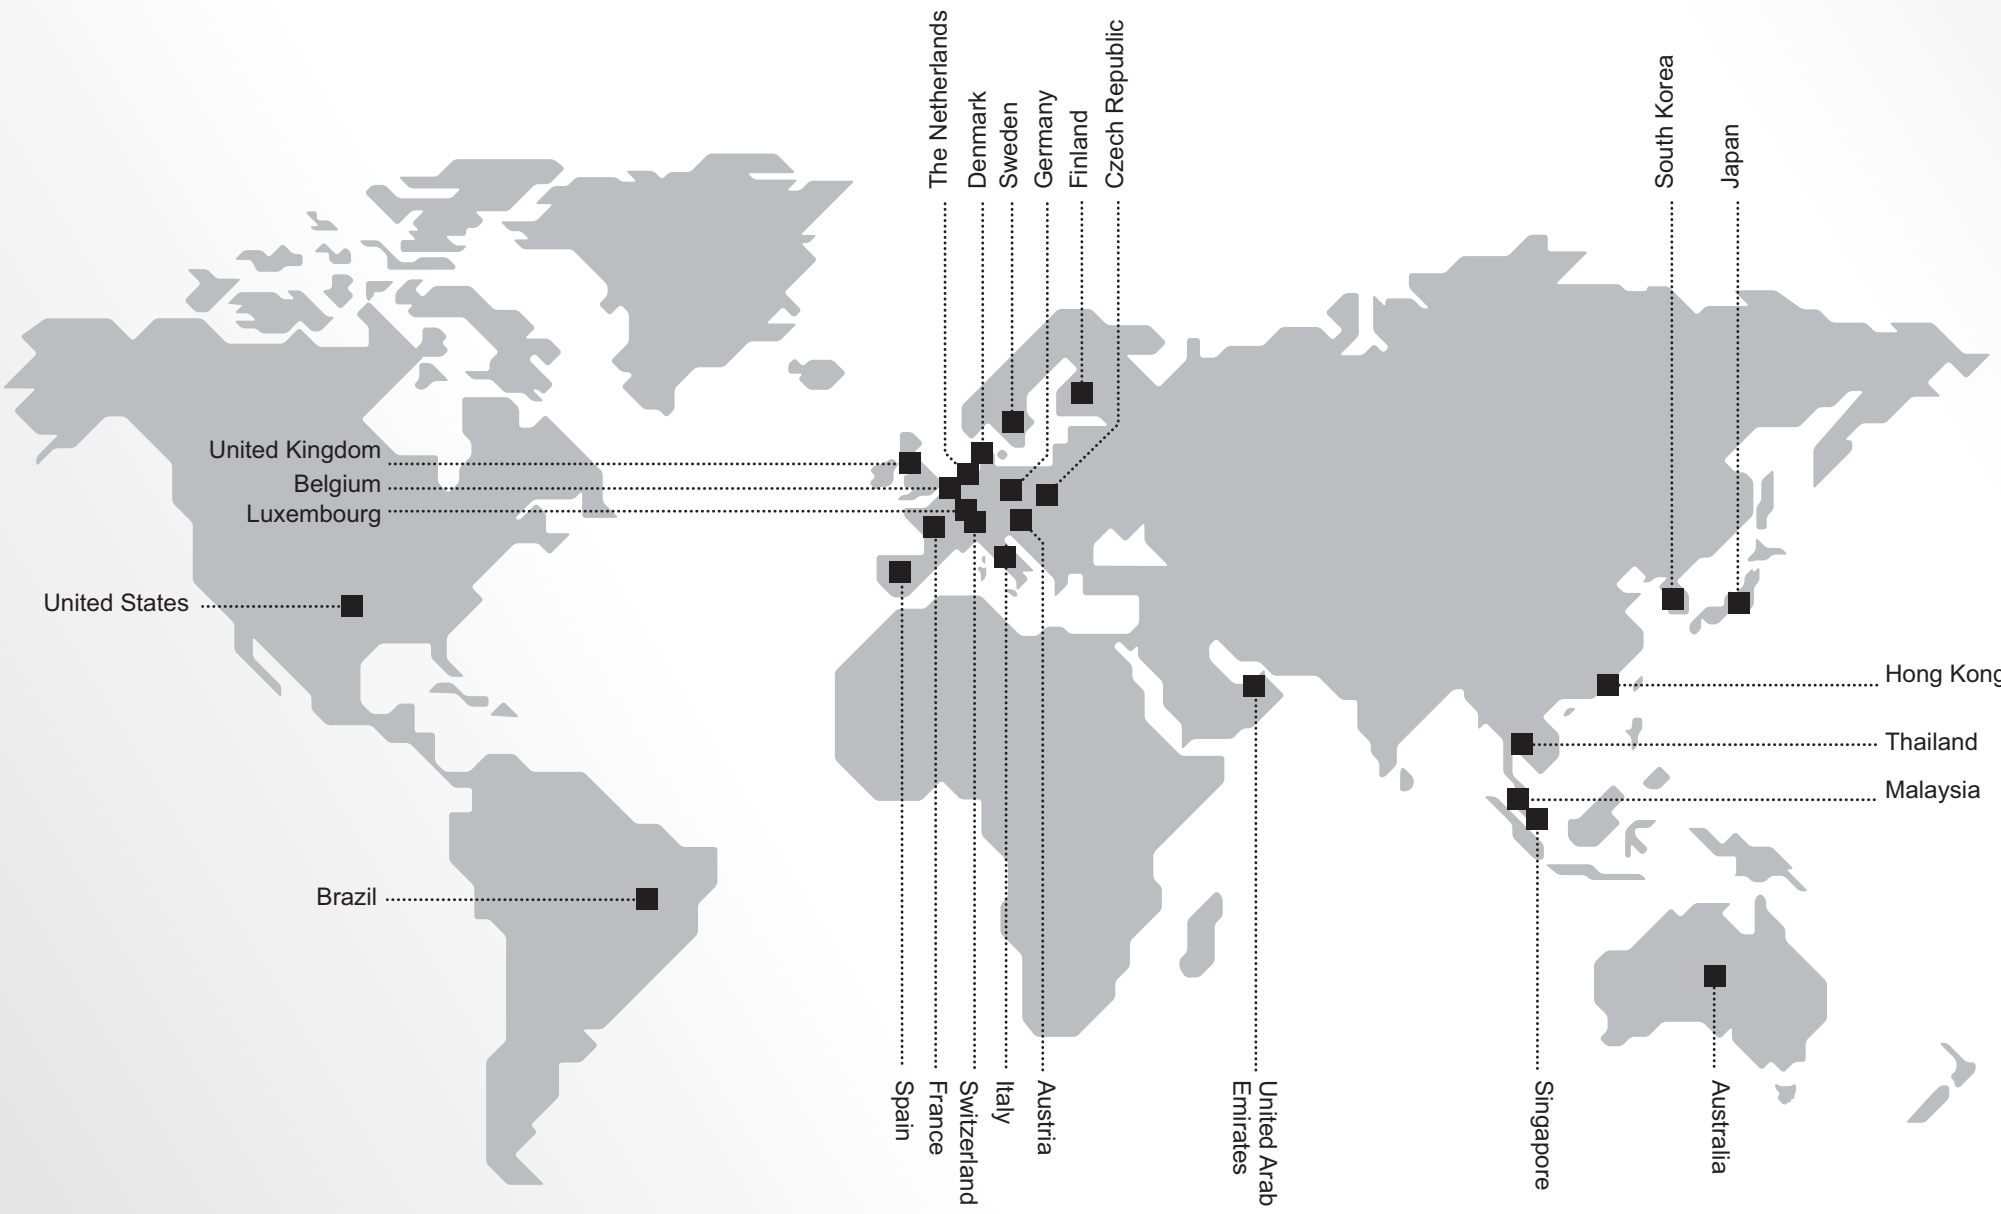 The Netherlands
Denmark
Sweden
Germany
Finland
Czech Republic
South Korea
Japan
United Kingdom
Belgium
Luxembourg
United States
Hong Kong
Thailand
Malaysia
Brazil
Spain
France
Switzerland
Italy
Austria
United Arab
Emirates
Singapore
Australia